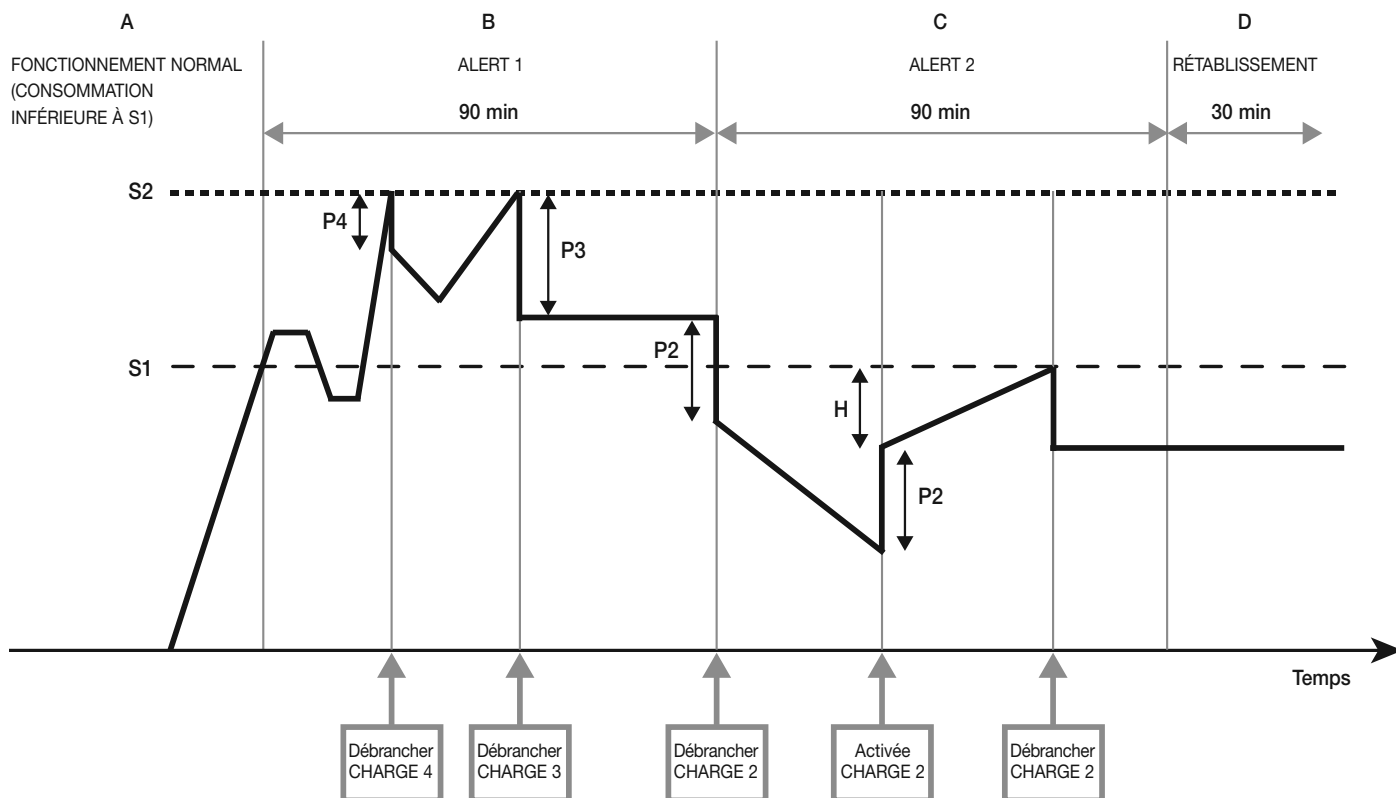 A
B
C
D
FONCTIONNEMENT NORMAL
(CONSOMMATION
INFÉRIEURE À S1)
ALERT 1
ALERT 2
RÉTABLISSEMENT
90 min
90 min
30 min
S2
P4
P3
P2
S1
H
P2
Temps
Débrancher
CHARGE 4
Débrancher
CHARGE 3
Débrancher
CHARGE 2
Activée
CHARGE 2
Débrancher
CHARGE 2